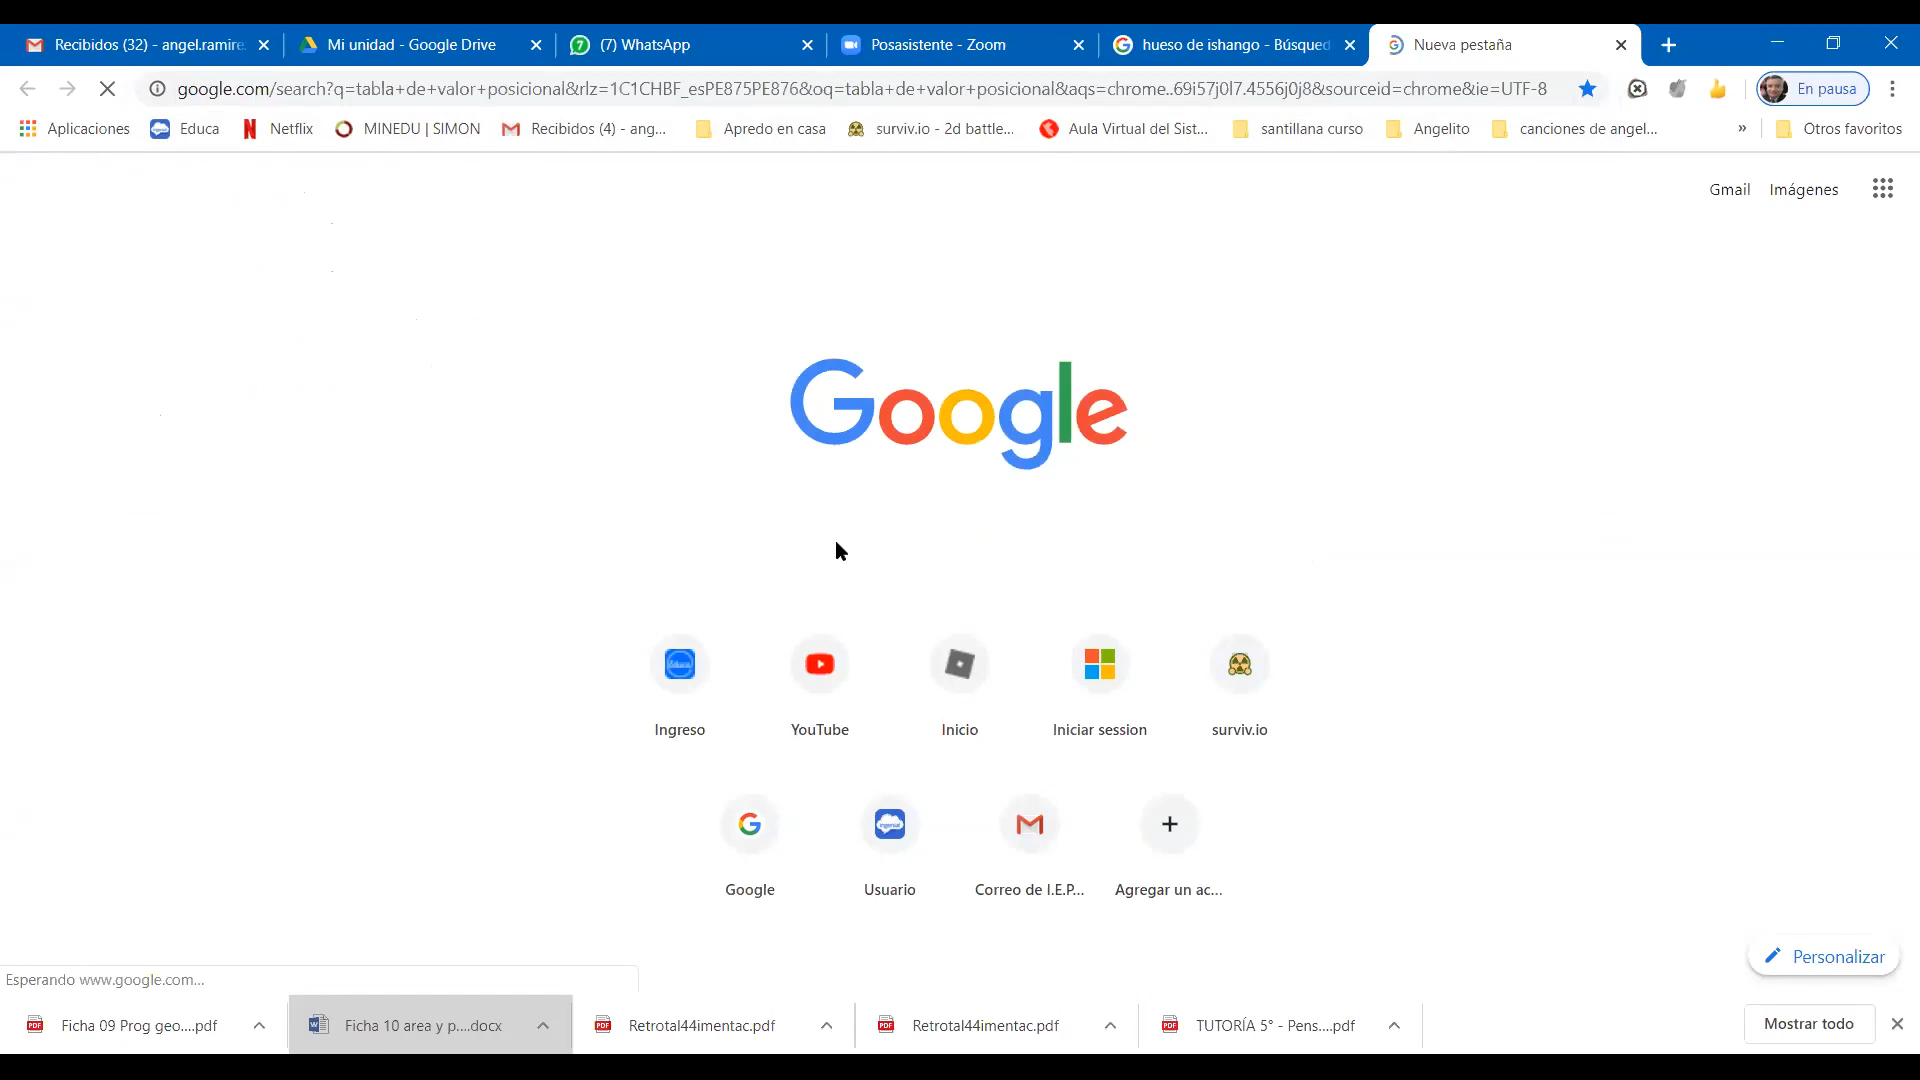 Recibidos (32) - angel.ramire
Mi unidad - Google Drive
(7) WhatsApp
Posasistente - Zoom
hueso de ishango - Búsqued
Nueva pestaña
google.com/search?q=tabla+de+valor+posicional&rlz=1C1CHBF_esPE875PE876&oq=tabla+de+valor+posicional&aqs=chrome..69i57j0l7.4556j0j8&sourceid=chrome&ie=UTF-8
En pausa
Aplicaciones
Educa
Netflix
MINEDU | SIMON
Recibidos (4) - ang...
Apredo en casa
surviv.io - 2d battle...
Aula Virtual del Sist...
santillana curso
Angelito
canciones de angel...
»
Otros favoritos
Gmail
Imágenes
Google
Ingreso
YouTube
Inicio
Iniciar session
surviv.io
Google
Usuario
Correo de I.E.P...
Agregar un ac...
Personalizar
Esperando www.google.com...
Ficha 09 Prog geo....pdf
Ficha 10 area y p....docx
Retrotal44imentac.pdf
Retrotal44imentac.pdf
TUTORÍA 5° - Pens....pdf
Mostrar todo